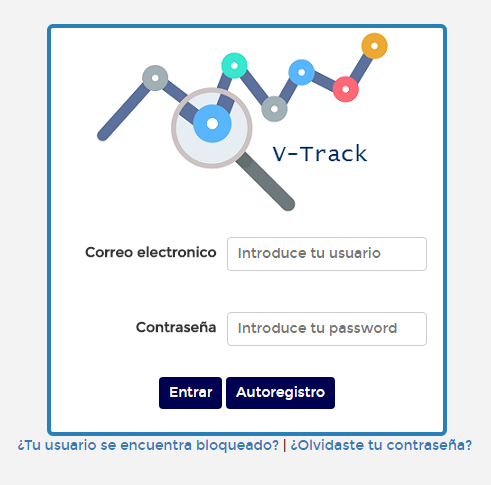 V-Track
Correo electronico Introduce tu usuario
Contraseña Introduce tu password
Entrar Autoregistro
¿Tu usuario se encuentra bloqueado? | ¿Olvidaste tu contraseña?